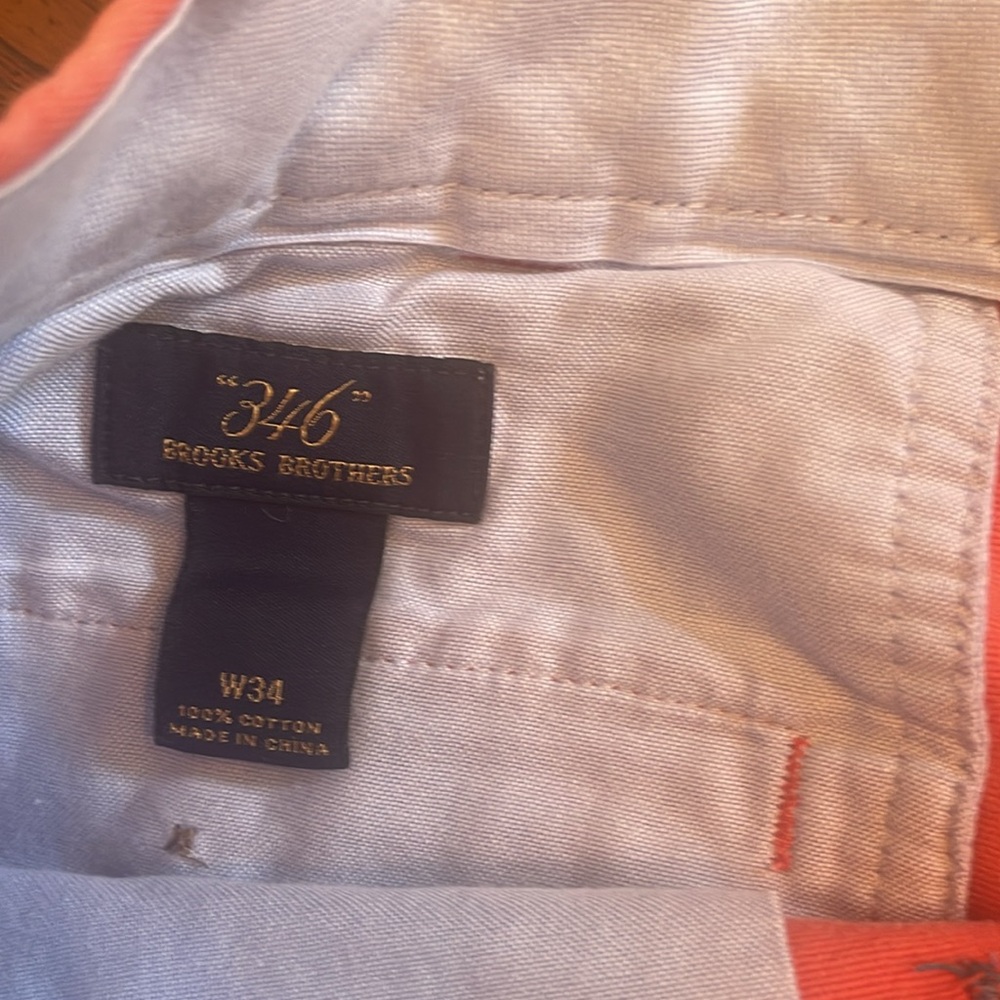 “346”
BROOKS BROTHERS
W34
100% COTTON
MADE IN CHINA